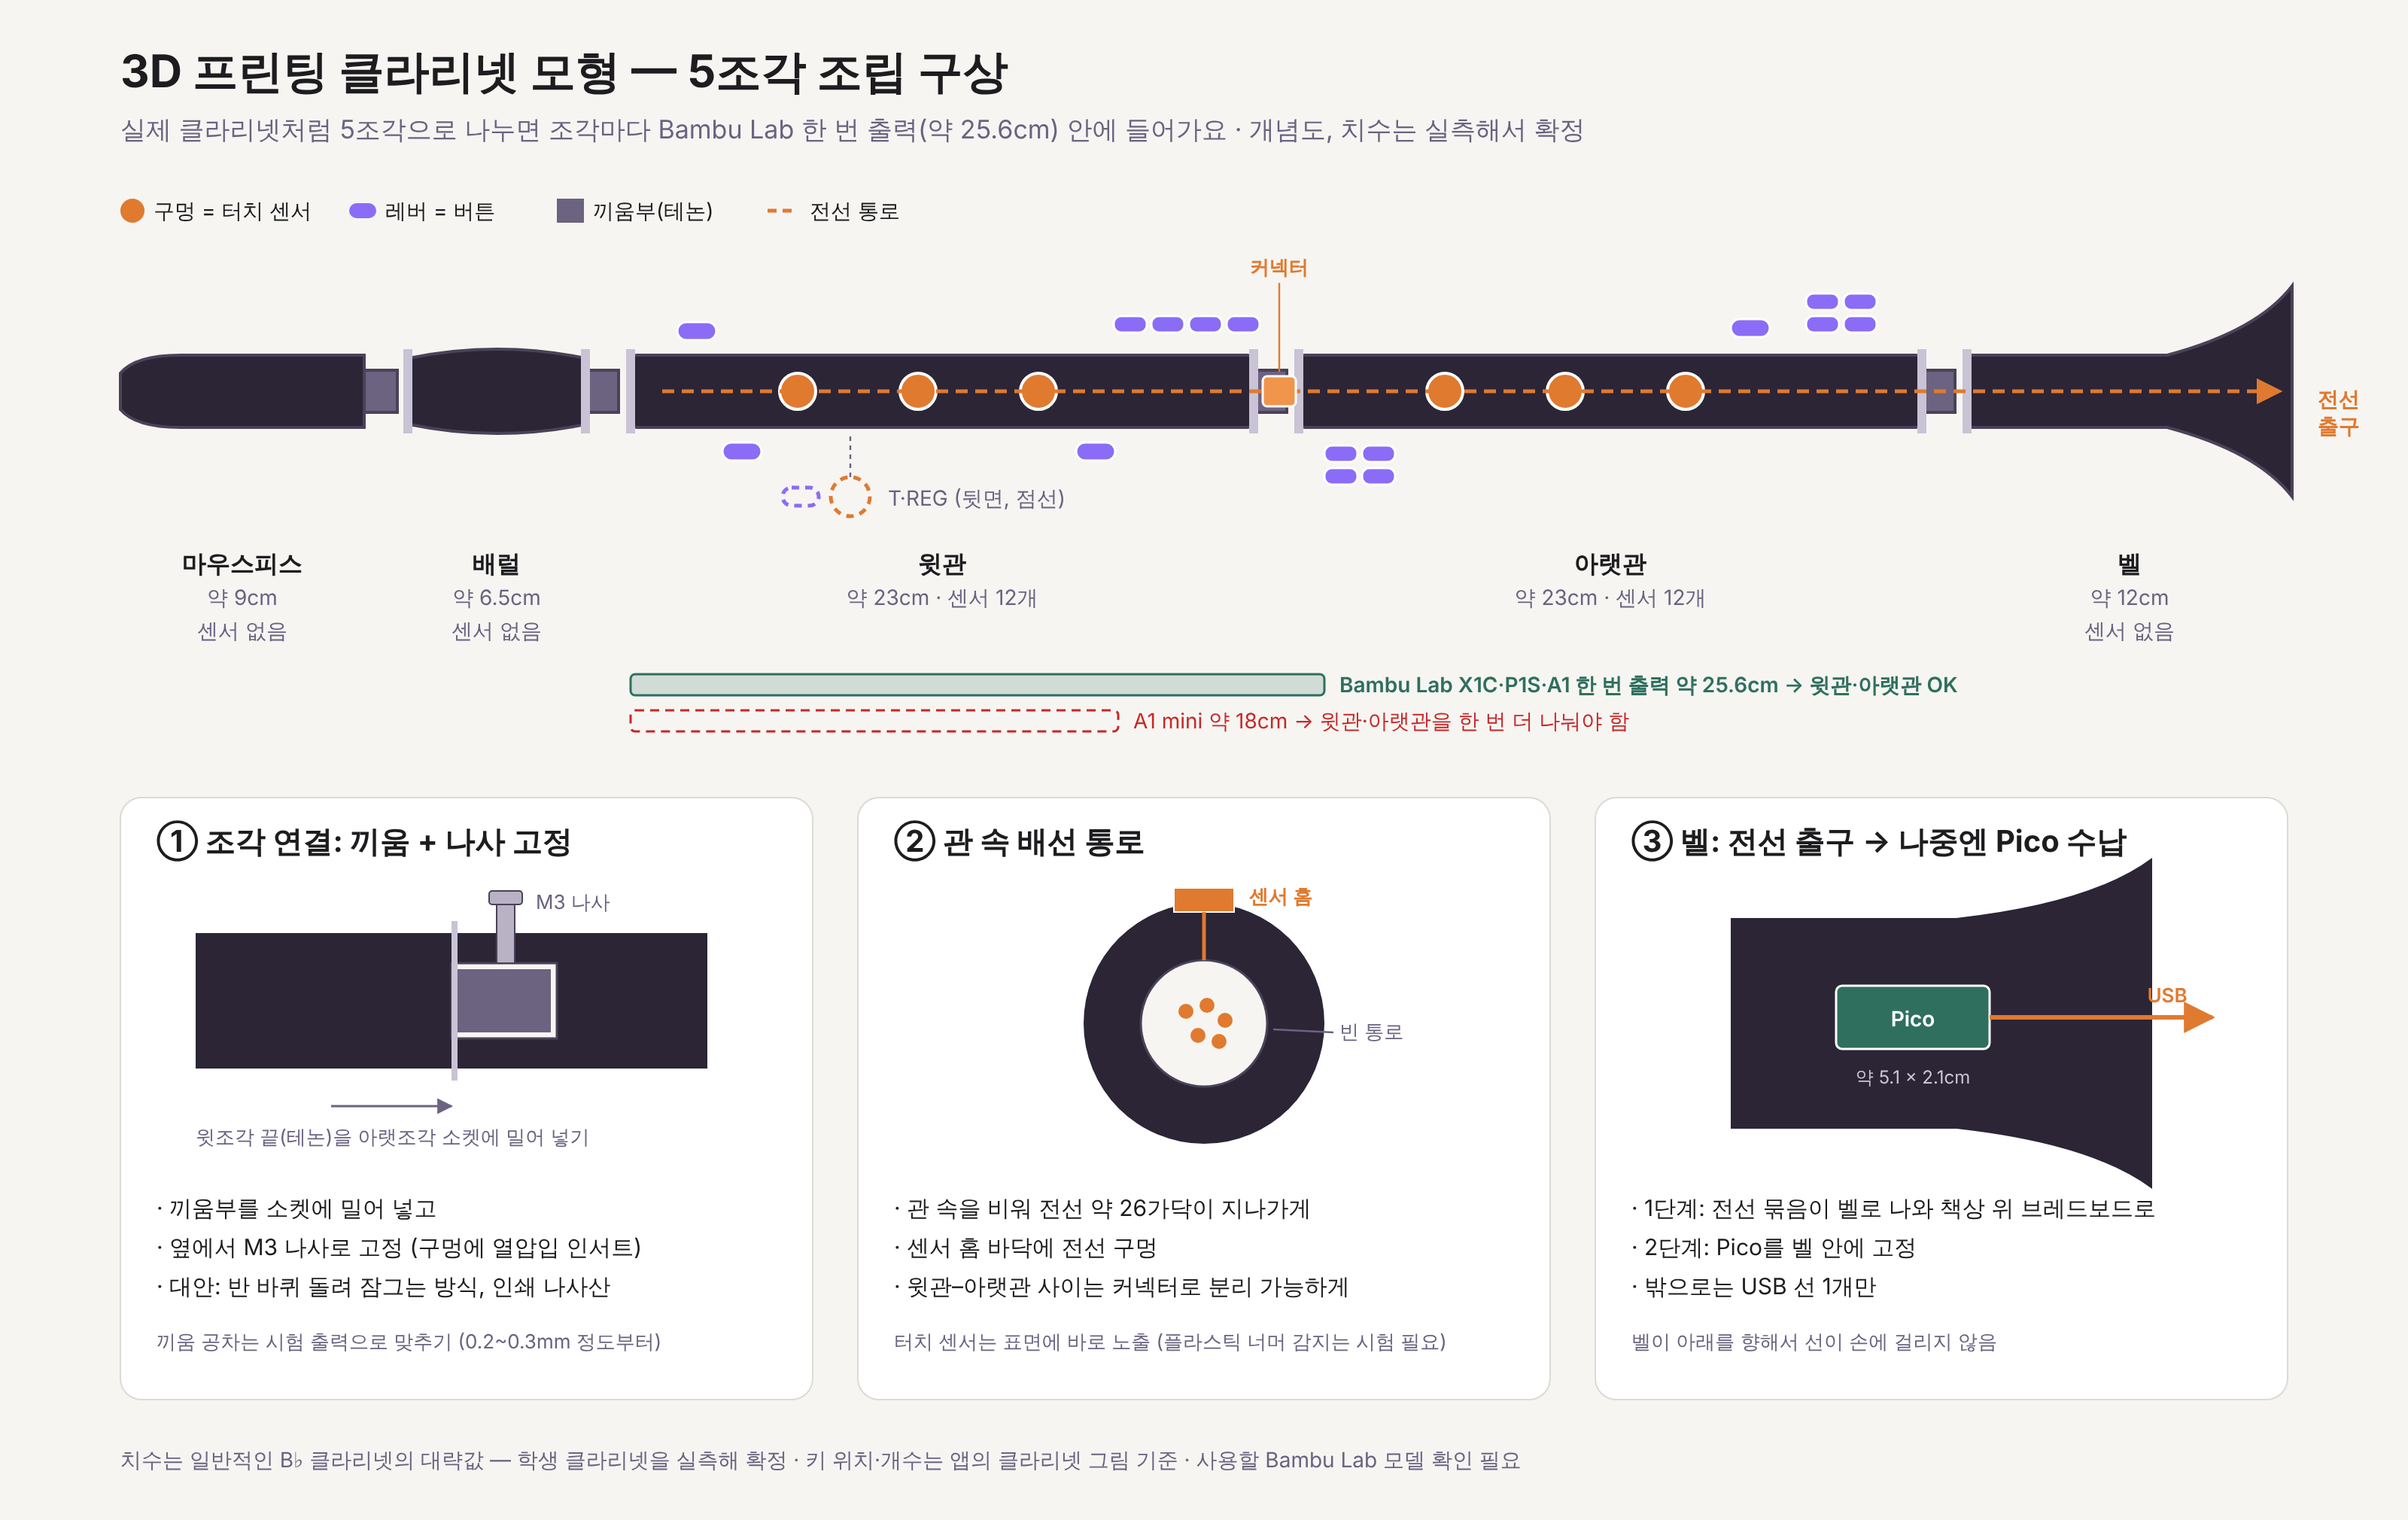 3D 프린팅 클라리넷 모형 — 5조각 조립 구상
실제 클라리넷처럼 5조각으로 나누면 조각마다 Bambu Lab 한 번 출력(약 25.6cm) 안에 들어가요 · 개념도, 치수는 실측해서 확정
구멍 = 터치 센서
레버 = 버튼
끼움부(테논)
전선 통로
커넥터
전선
출구
T·REG (뒷면, 점선)
마우스피스
약 9cm
센서 없음
배럴
약 6.5cm
센서 없음
윗관
약 23cm · 센서 12개
아랫관
약 23cm · 센서 12개
벨
약 12cm
센서 없음
Bambu Lab X1C·P1S·A1 한 번 출력 약 25.6cm → 윗관·아랫관 OK
A1 mini 약 18cm → 윗관·아랫관을 한 번 더 나눠야 함
① 조각 연결: 끼움 + 나사 고정
M3 나사
윗조각 끝(테논)을 아랫조각 소켓에 밀어 넣기
· 끼움부를 소켓에 밀어 넣고
· 옆에서 M3 나사로 고정 (구멍에 열압입 인서트)
· 대안: 반 바퀴 돌려 잠그는 방식, 인쇄 나사산
끼움 공차는 시험 출력으로 맞추기 (0.2~0.3mm 정도부터)
② 관 속 배선 통로
센서 홈
빈 통로
· 관 속을 비워 전선 약 26가닥이 지나가게
· 센서 홈 바닥에 전선 구멍
· 윗관–아랫관 사이는 커넥터로 분리 가능하게
터치 센서는 표면에 바로 노출 (플라스틱 너머 감지는 시험 필요)
③ 벨: 전선 출구 → 나중엔 Pico 수납
USB
Pico
약 5.1 × 2.1cm
· 1단계: 전선 묶음이 벨로 나와 책상 위 브레드보드로
· 2단계: Pico를 벨 안에 고정
· 밖으로는 USB 선 1개만
벨이 아래를 향해서 선이 손에 걸리지 않음
치수는 일반적인 B♭ 클라리넷의 대략값 — 학생 클라리넷을 실측해 확정 · 키 위치·개수는 앱의 클라리넷 그림 기준 · 사용할 Bambu Lab 모델 확인 필요